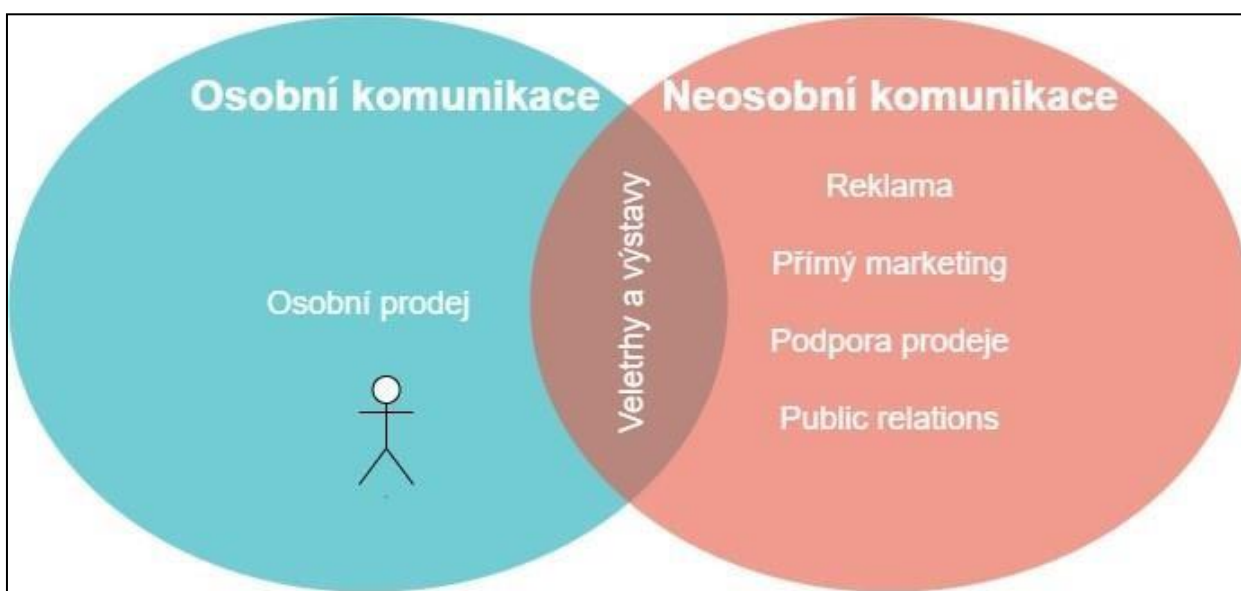 Osobní komunikace
Osobní prodej
Veletrhy a výstavy
Neosobní komunikace
Reklama
Přímý marketing
Podpora prodeje
Public relations